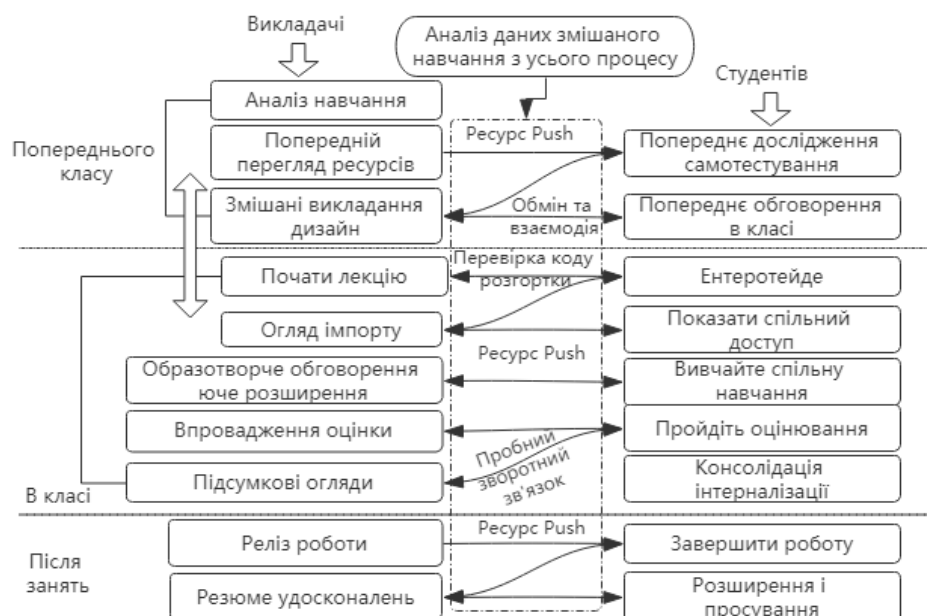 Викладачі
Аналіз даних змішаного
навчання з усього процесу
Студентів
Аналіз навчання
Попереднього
класу
Попередній
перегляд ресурсів
Ресурс Push
Попереднє дослідження
самотестування
Змішані викладання
дизайн
Обмін та
взаємодія
Попереднє обговорення
в класі
Почати лекцію
Перевірка коду
розгортки
Ентеротейде
Огляд імпорту
Показати спільний
доступ
Образотворче обговорення
юче розширення
Ресурс Push
Вивчайте спільну
навчання
Впровадження оцінки
Пройдіть оцінювання
Пробний
зворотний
зв'язок
В класі
Підсумкові огляди
Консолідація
інтерналізації
Після
занять
Реліз роботи
Ресурс Push
Завершити роботу
Резюме удосконалень
Розширення і
просування